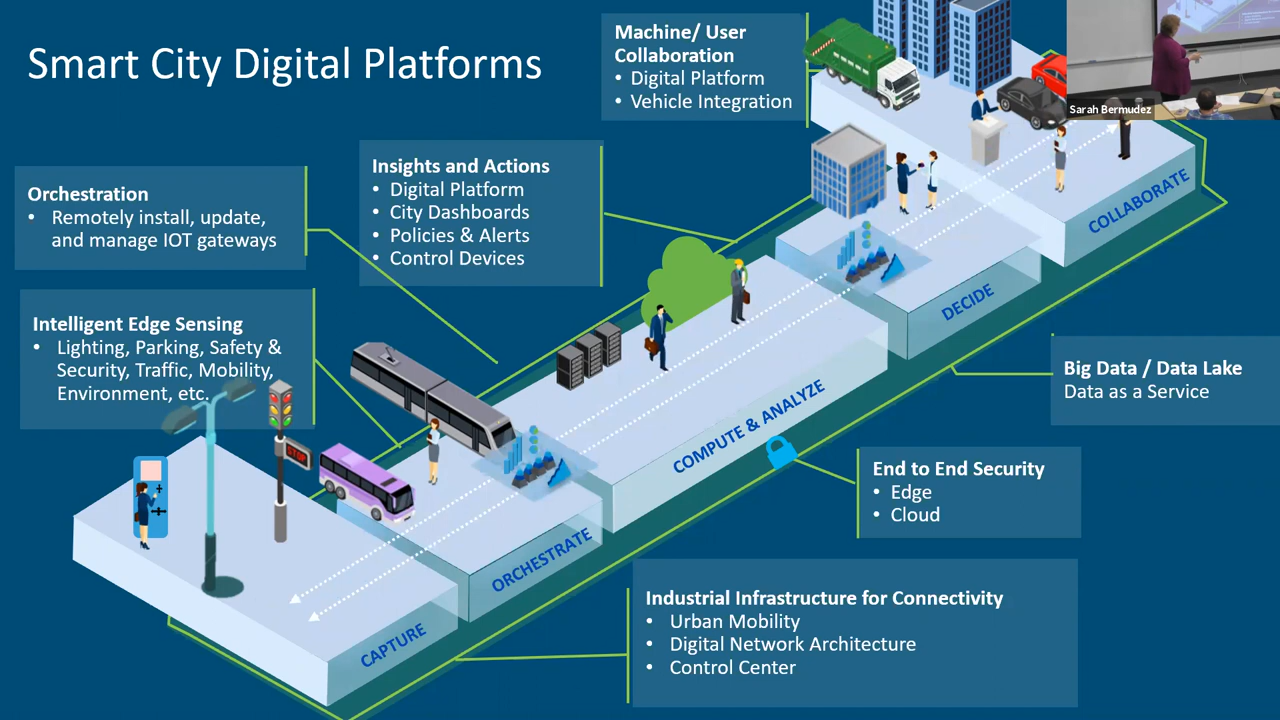 Smart City Digital Platforms
Machine/ User
Collaboration
• Digital Platform
• Vehicle Integration
Sarah Bermudez
Insights and Actions
• Digital Platform
• City Dashboards
• Policies & Alerts
• Control Devices
Orchestration
• Remotely install, update,
and manage IOT gateways
Intelligent Edge Sensing
• Lighting, Parking, Safety &
Security, Traffic, Mobility,
Environment, etc.
STOP
COLLABORATE
DECIDE
COMPUTE & ANALYZE
ORCHESTRATE
CAPTURE
Big Data / Data Lake
Data as a Service
End to End Security
• Edge
• Cloud
Industrial Infrastructure for Connectivity
• Urban Mobility
• Digital Network Architecture
• Control Center